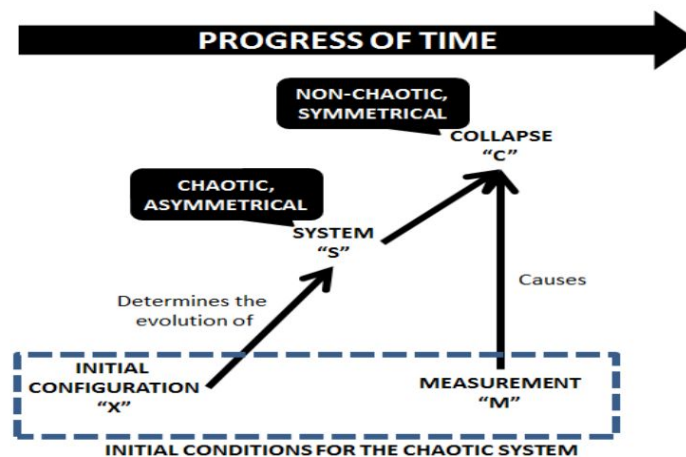 PROGRESS OF TIME
NON-CHAOTIC,
SYMMETRICAL
COLLAPSE
"C"
CHAOTIC,
ASYMMETRICAL
SYSTEM
"S"
Causes
Determines the
evolution of
INITIAL
CONFIGURATION
"X"
MEASUREMENT
"M"
INITIAL CONDITIONS FOR THE CHAOTIC SYSTEM